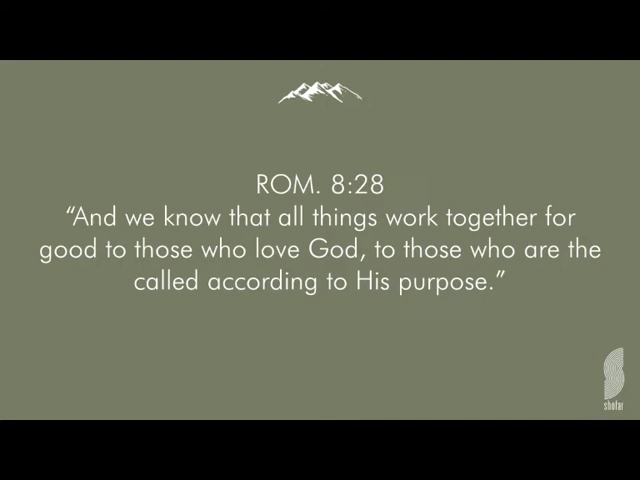 ROM. 8:28
“And we know that all things work together for
good to those who love God, to those who are the
called according to His purpose.”
shofar